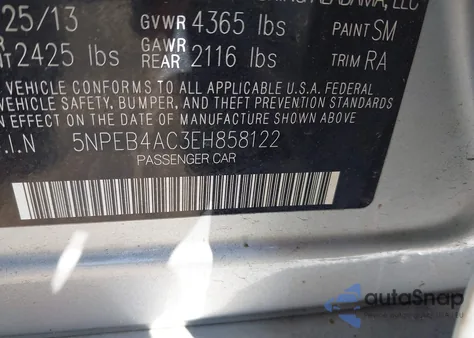 25/13 GVWR 4365 lbs PAINT SM
2425 lbs GAWR REAR 2116 lbs TRIM RA
VEHICLE CONFORMS TO ALL APPLICABLE U.S.A FEDERAL
VEHICLE SAFETY, BUMPER, AND THEFT PREVENTION STANDARDS
EFFECT ON THE DATE OF MANUFACTURE SHOWN ABOVE.
.I.N 5NPEB4AC3EH858122
PASSENGER CAR
autoSnap